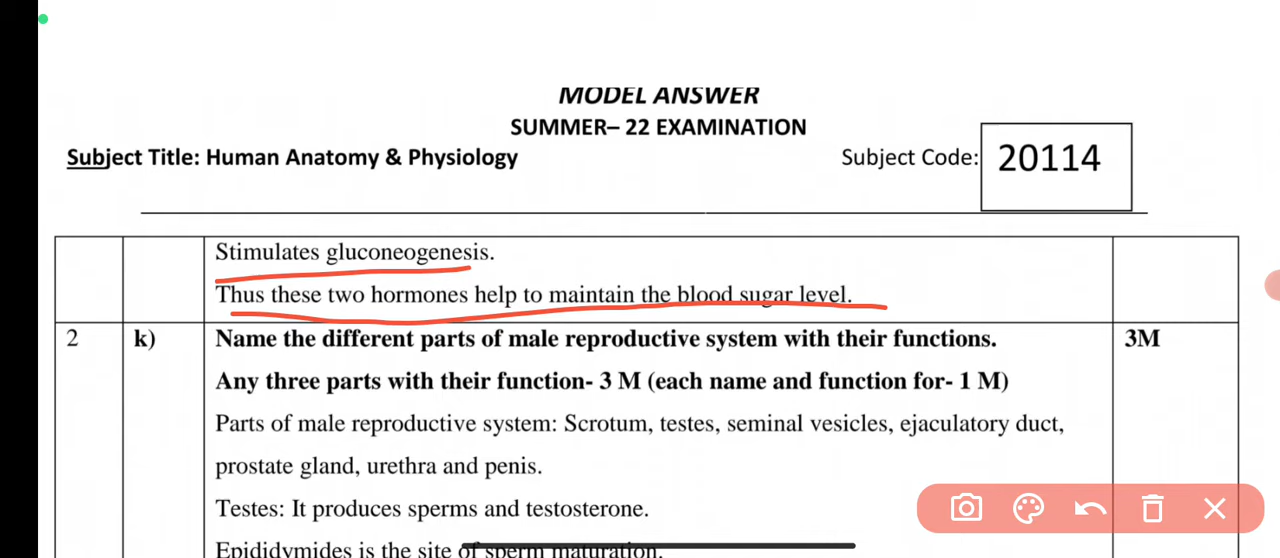 MODEL ANSWER
SUMMER– 22 EXAMINATION
Subject Title: Human Anatomy & Physiology
Subject Code: 20114
Stimulates gluconeogenesis.
Thus these two hormones help to maintain the blood sugar level.
2 k) Name the different parts of male reproductive system with their functions. 3M
Any three parts with their function- 3 M (each name and function for- 1 M)
Parts of male reproductive system: Scrotum, testes, seminal vesicles, ejaculatory duct,
prostate gland, urethra and penis.
Testes: It produces sperms and testosterone.
Epididymides is the site of sperm maturation.